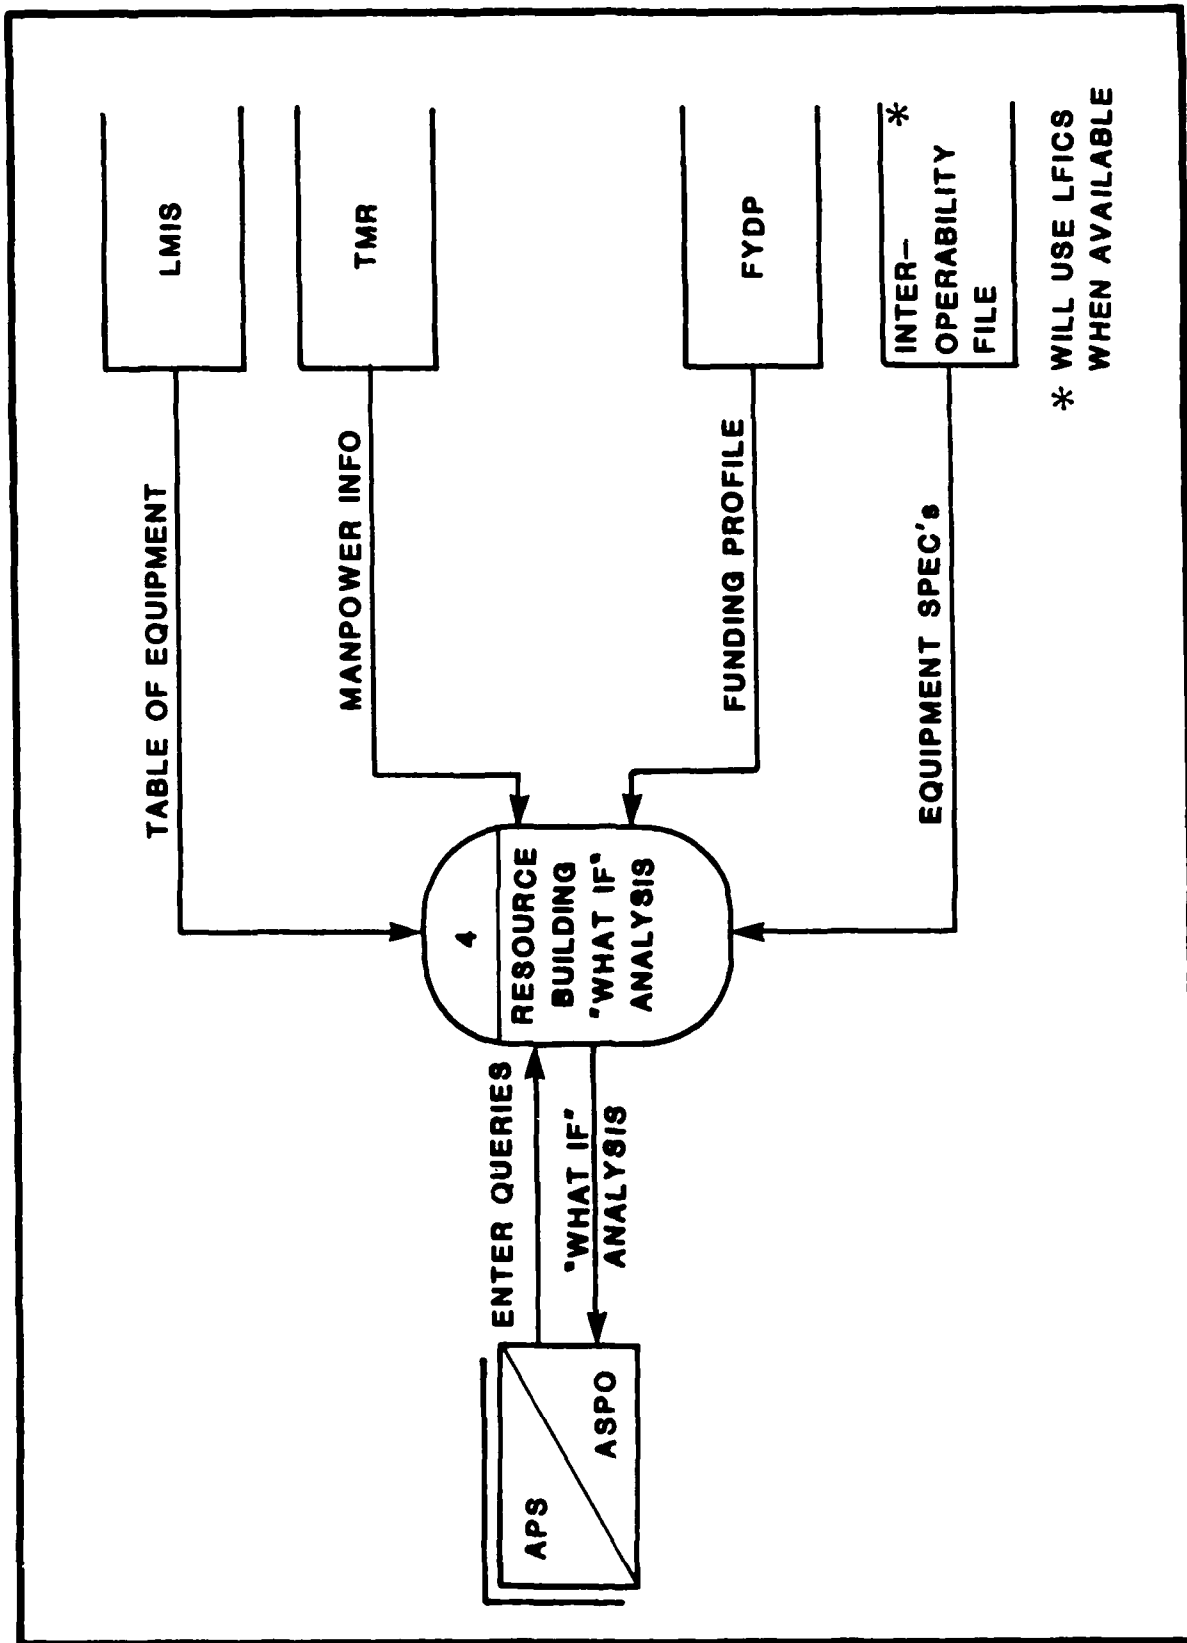 TABLE OF EQUIPMENT
LMIS
MANPOWER INFO
TMR
APS
ASPO
ENTER QUERIES
"WHAT IF"
ANALYSIS
4
RESOURCE
BUILDING
"WHAT IF"
ANALYSIS
FUNDING PROFILE
FYDP
EQUIPMENT SPEC's
INTER- *
OPERABILITY
FILE
* WILL USE LFICS
WHEN AVAILABLE